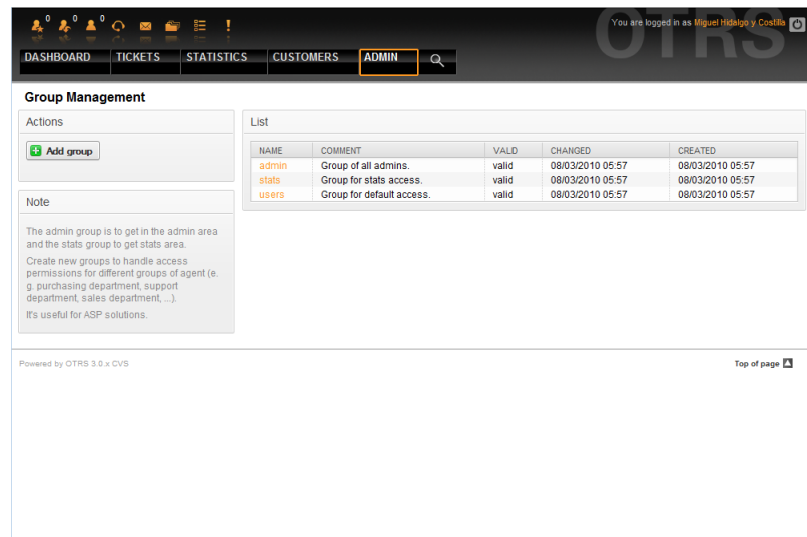 0 0 0
You are logged in as Miguel Hidalgo y Costilla
OTRS
DASHBOARD TICKETS STATISTICS CUSTOMERS ADMIN
Group Management
Actions
Add group
Note
The admin group is to get in the admin area
and the stats group to get stats area.
Create new groups to handle access
permissions for different groups of agent (e.
g. purchasing department, support
department, sales department, ...).
It's useful for ASP solutions.
List
NAME COMMENT VALID CHANGED CREATED
admin Group of all admins. valid 08/03/2010 05:57 08/03/2010 05:57
stats Group for stats access. valid 08/03/2010 05:57 08/03/2010 05:57
users Group for default access. valid 08/03/2010 05:57 08/03/2010 05:57
Powered by OTRS 3.0.x CVS
Top of page